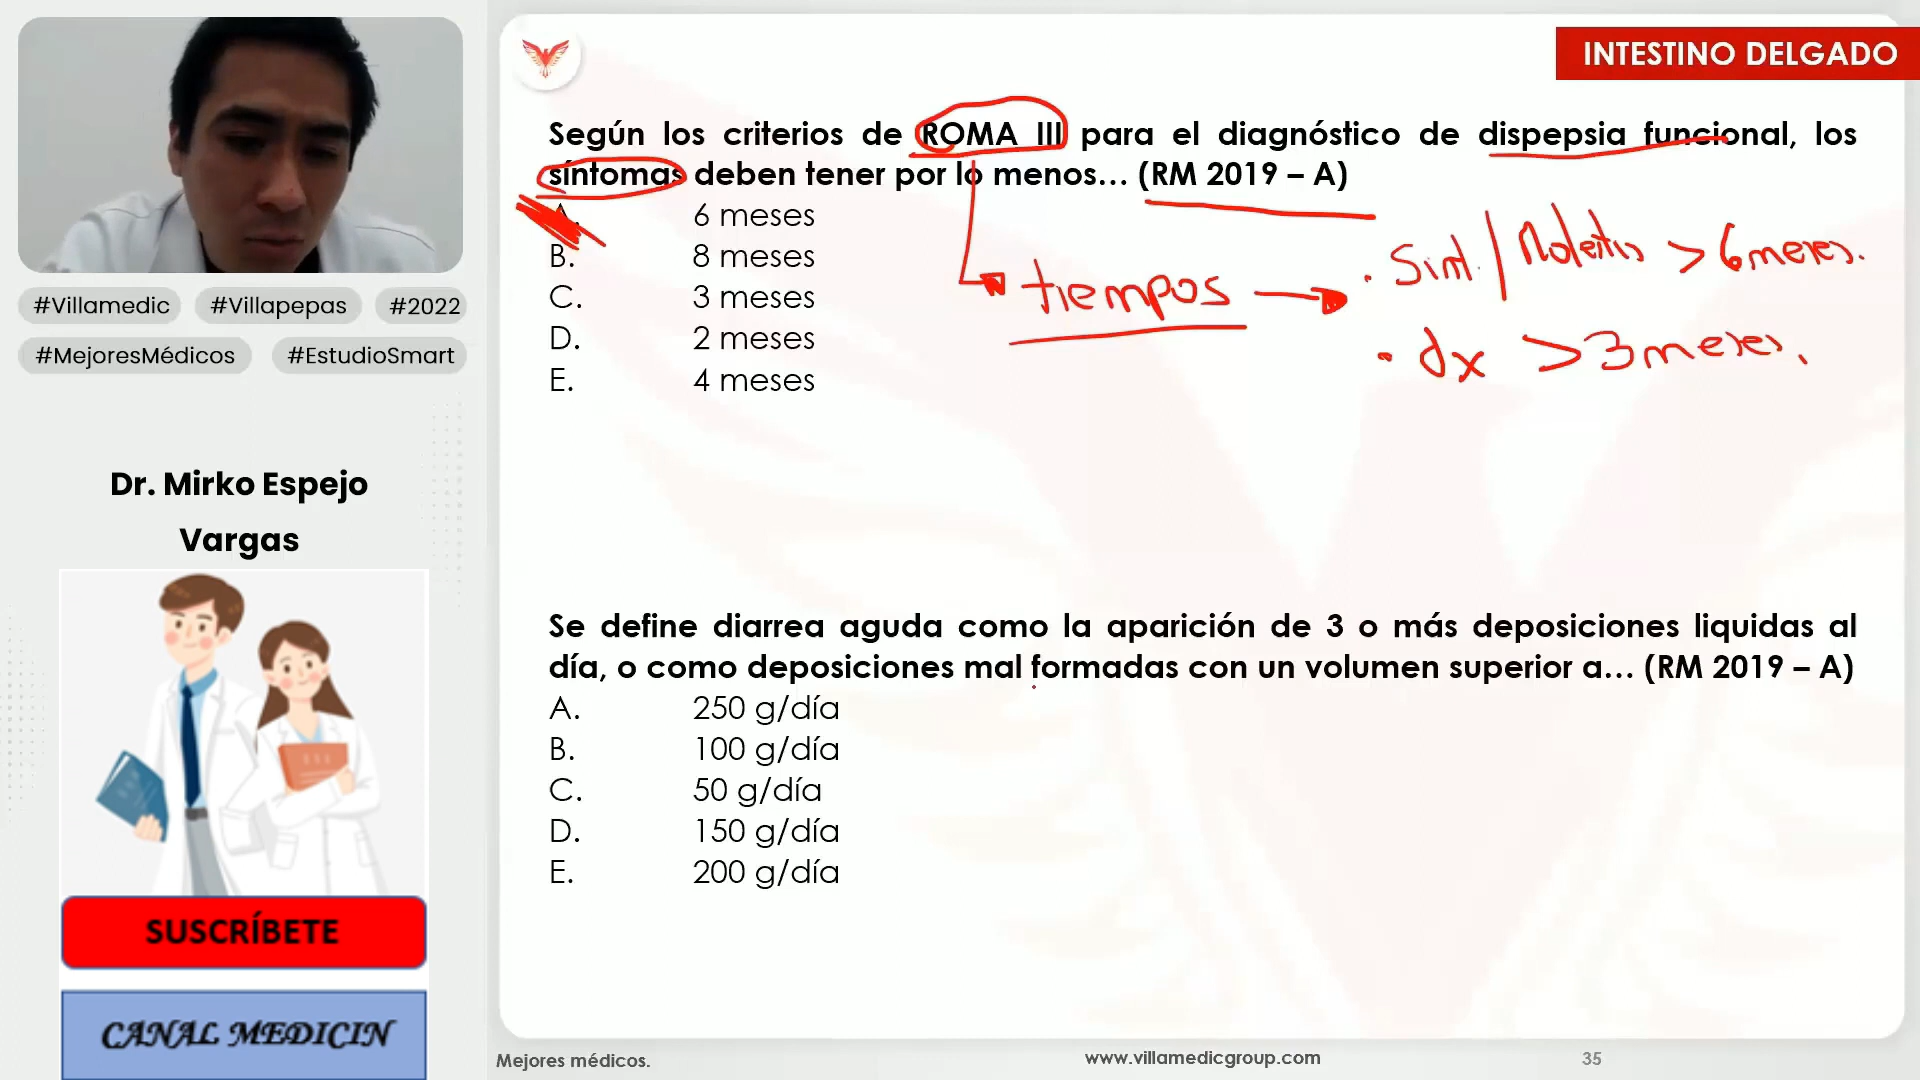 INTESTINO DELGADO
Según los criterios de ROMA III para el diagnóstico de dispepsia funcional, los
síntomas deben tener por lo menos... (RM 2019 – A)
A. 6 meses
B. 8 meses
C. 3 meses
D. 2 meses
E. 4 meses
tiempos
· Sint. / Molestias > 6 meses.
· dx > 3 meses.
#Villamedic #Villapepas #2022
#MejoresMédicos #EstudioSmart
Dr. Mirko Espejo
Vargas
Se define diarrea aguda como la aparición de 3 o más deposiciones liquidas al
día, o como deposiciones mal formadas con un volumen superior a... (RM 2019 – A)
A. 250 g/día
B. 100 g/día
C. 50 g/día
D. 150 g/día
E. 200 g/día
SUSCRÍBETE
CANAL MEDICIN
Mejores médicos.
www.villamedicgroup.com
35